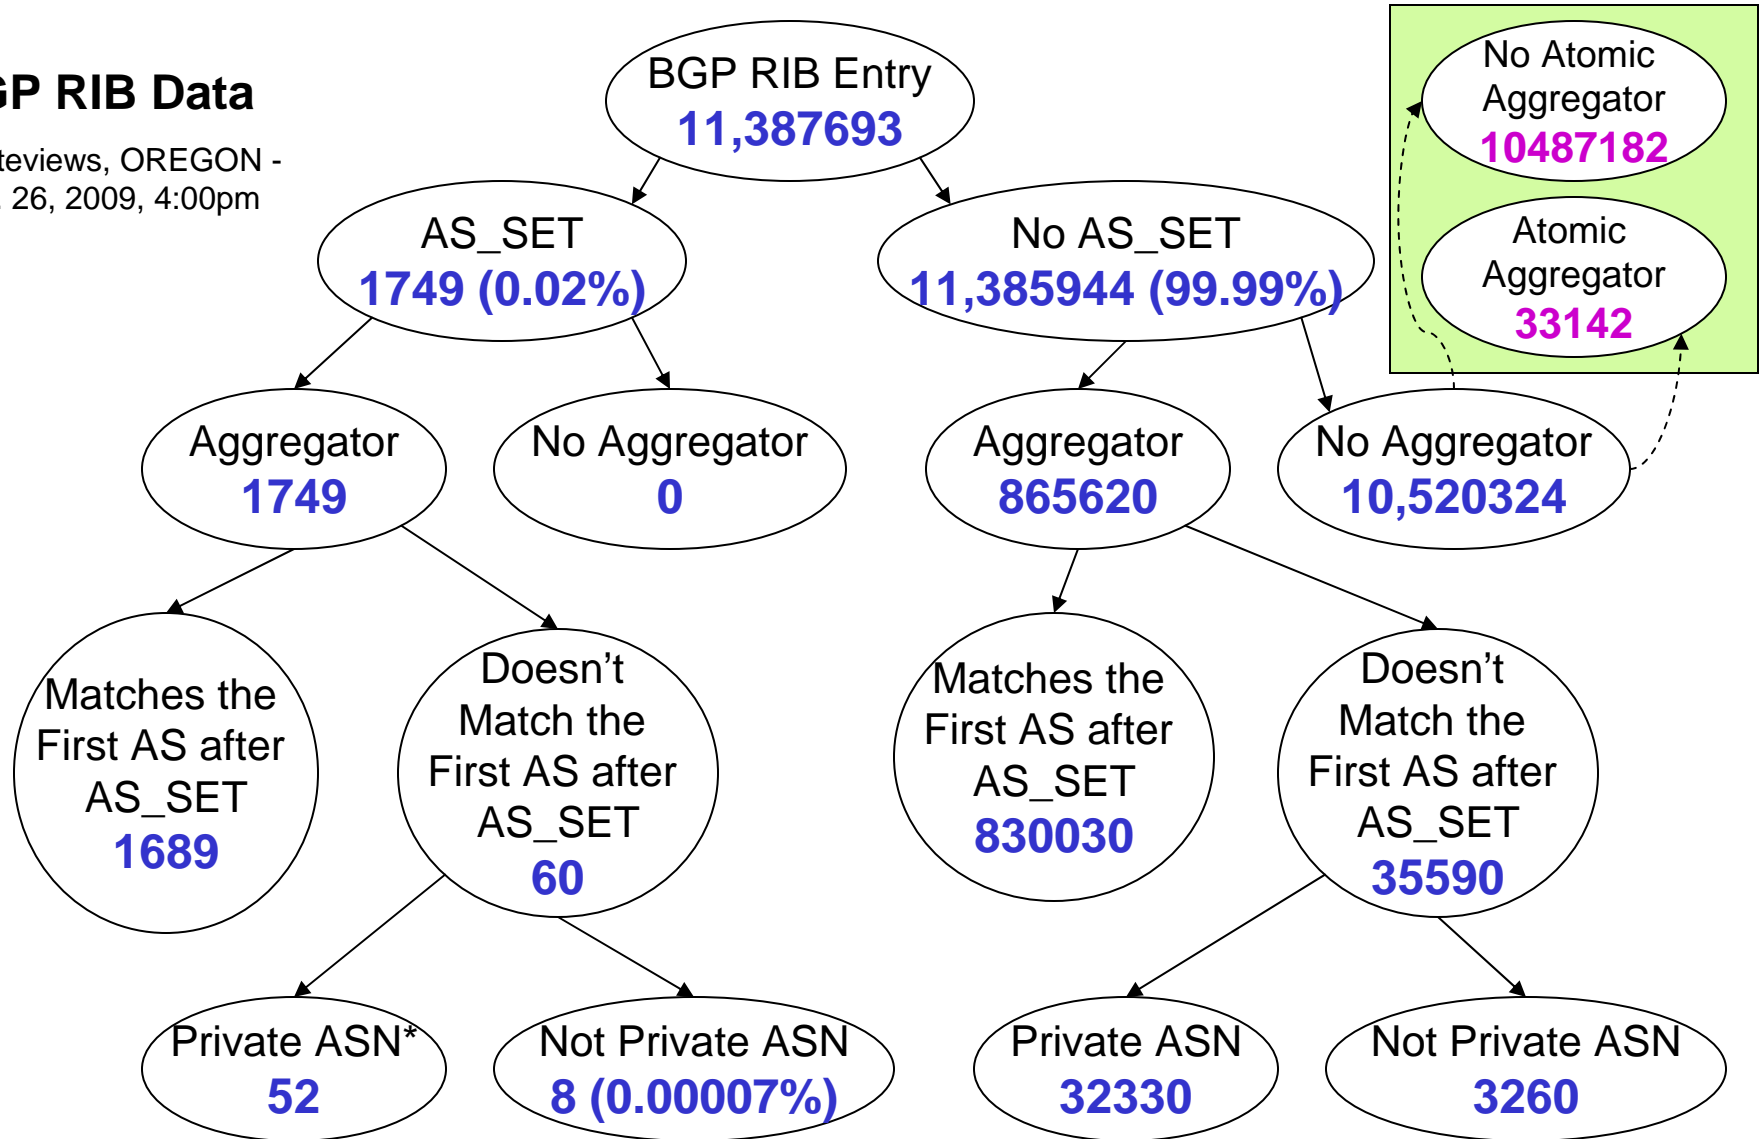 GP RIB Data
teviews, OREGON -
26, 2009, 4:00pm
BGP RIB Entry
11,387693
No Atomic
Aggregator
10487182
Atomic
Aggregator
33142
AS_SET
1749 (0.02%)
No AS_SET
11,385944 (99.99%)
Aggregator
1749
No Aggregator
0
Aggregator
865620
No Aggregator
10,520324
Matches the
First AS after
AS_SET
1689
Doesn’t
Match the
First AS after
AS_SET
60
Matches the
First AS after
AS_SET
830030
Doesn’t
Match the
First AS after
AS_SET
35590
Private ASN*
52
Not Private ASN
8 (0.00007%)
Private ASN
32330
Not Private ASN
3260